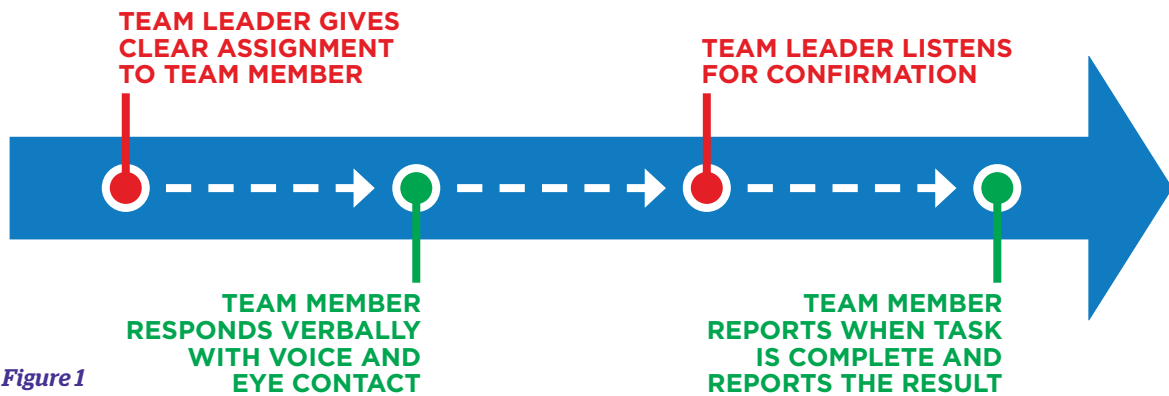 TEAM LEADER GIVES
CLEAR ASSIGNMENT
TO TEAM MEMBER
TEAM MEMBER
RESPONDS VERBALLY
WITH VOICE AND
EYE CONTACT
TEAM LEADER LISTENS
FOR CONFIRMATION
TEAM MEMBER
REPORTS WHEN TASK
IS COMPLETE AND
REPORTS THE RESULT
Figure 1